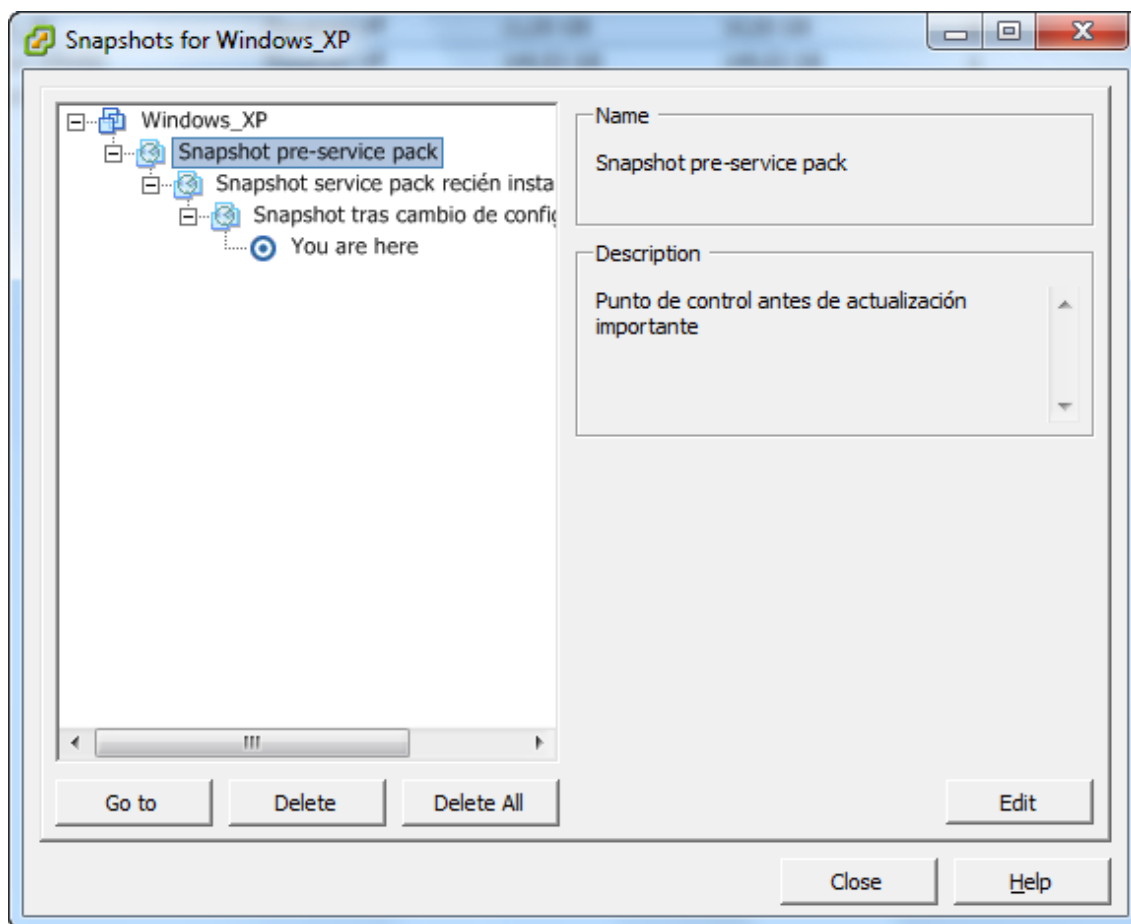 Snapshots for Windows_XP
Windows_XP
Snapshot pre-service pack
Snapshot service pack recién insta
Snapshot tras cambio de config
You are here
Name
Snapshot pre-service pack
Description
Punto de control antes de actualización
importante
Go to
Delete
Delete All
Edit
Close
Help